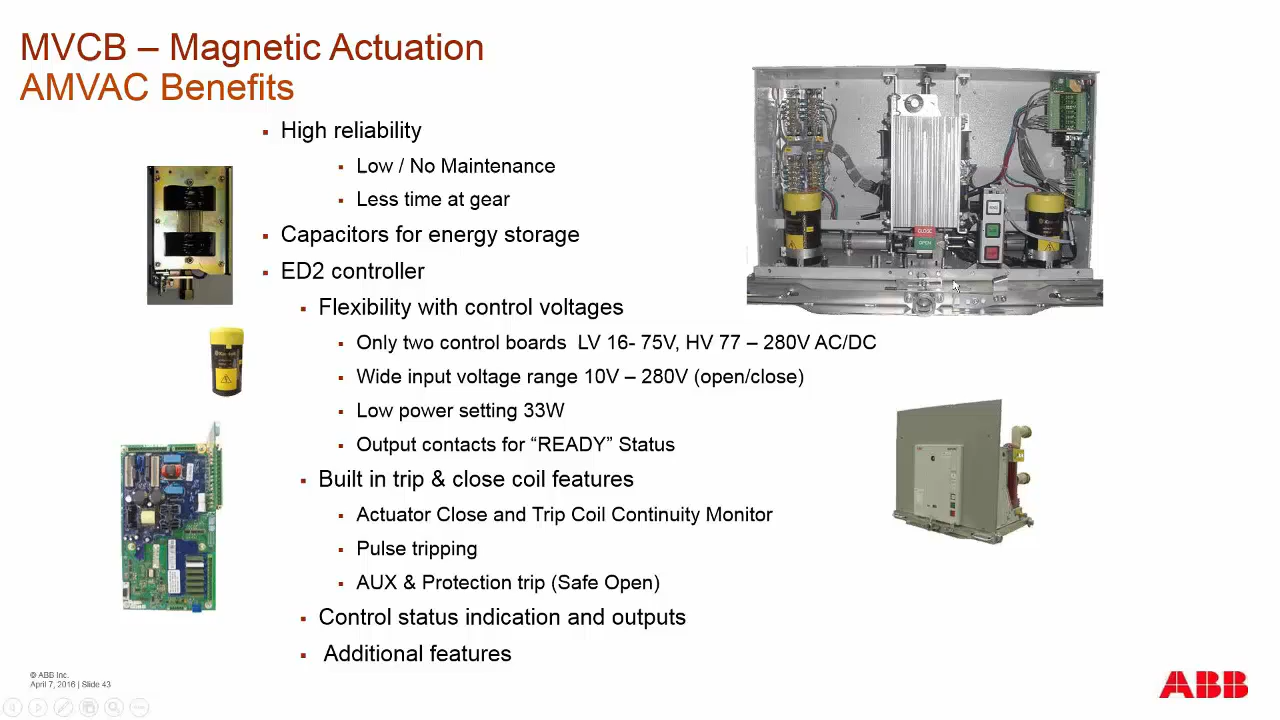 MVCB – Magnetic Actuation
AMVAC Benefits
▪ High reliability
▪ Low / No Maintenance
▪ Less time at gear
▪ Capacitors for energy storage
▪ ED2 controller
▪ Flexibility with control voltages
▪ Only two control boards LV 16- 75V, HV 77 – 280V AC/DC
▪ Wide input voltage range 10V – 280V (open/close)
▪ Low power setting 33W
▪ Output contacts for “READY” Status
▪ Built in trip & close coil features
▪ Actuator Close and Trip Coil Continuity Monitor
▪ Pulse tripping
▪ AUX & Protection trip (Safe Open)
▪ Control status indication and outputs
▪ Additional features
CLOSE
OPEN
© ABB Inc.
April 7, 2016 | Slide 43
ABB